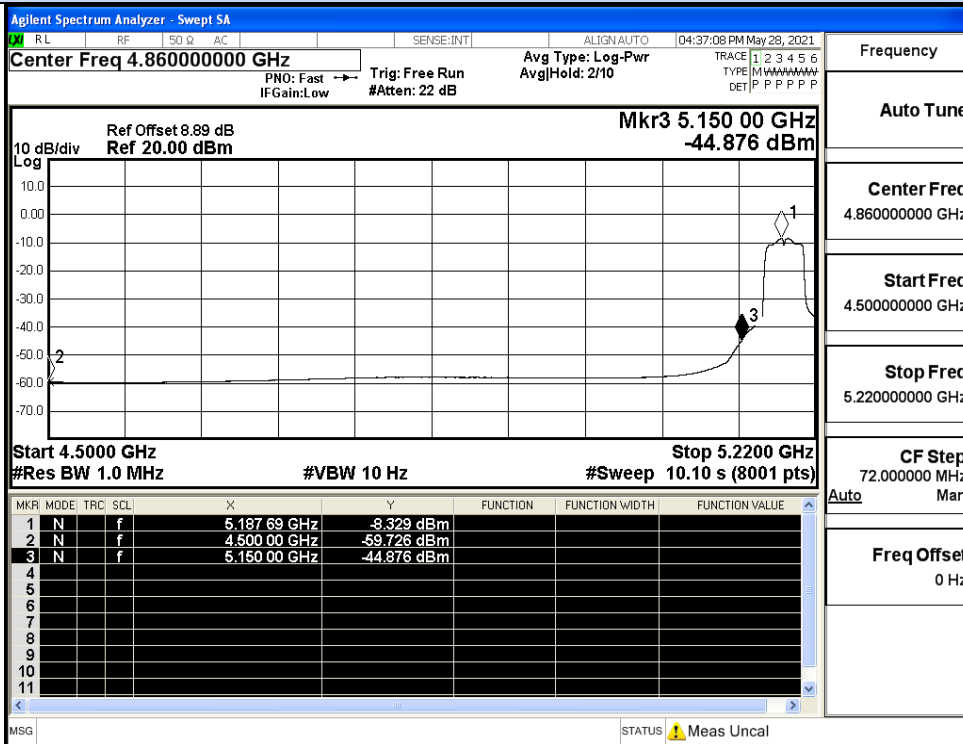 Agilent Spectrum Analyzer - Swept SA
LXI RL RF 50 Ω AC SENSE:INT ALIGNAUTO 04:37:08 PM May 28, 2021
Center Freq 4.860000000 GHz
PNO: Fast
IFGain:Low
Trig: Free Run
#Atten: 22 dB
Avg Type: Log-Pwr
Avg|Hold: 2/10
TRACE 1 2 3 4 5 6
TYPE M WWWWW
DET P P P P P P
Mkr3 5.150 00 GHz
-44.876 dBm
Ref Offset 8.89 dB
10 dB/div Ref 20.00 dBm
Log
10.0
0.00
-10.0
-20.0
-30.0
-40.0
-50.0
-60.0
-70.0
1
2
3
Start 4.5000 GHz Stop 5.2200 GHz
#Res BW 1.0 MHz #VBW 10 Hz #Sweep 10.10 s (8001 pts)
MKR MODE TRC SCL X Y FUNCTION FUNCTION WIDTH FUNCTION VALUE
1 N f 5.187 69 GHz -8.329 dBm
2 N f 4.500 00 GHz -59.726 dBm
3 N f 5.150 00 GHz -44.876 dBm
4
5
6
7
8
9
10
11
MSG STATUS Meas Uncal
Frequency
Auto Tune
Center Freq
4.860000000 GHz
Start Freq
4.500000000 GHz
Stop Freq
5.220000000 GHz
CF Step
72.000000 MHz
Auto Man
Freq Offset
0 Hz